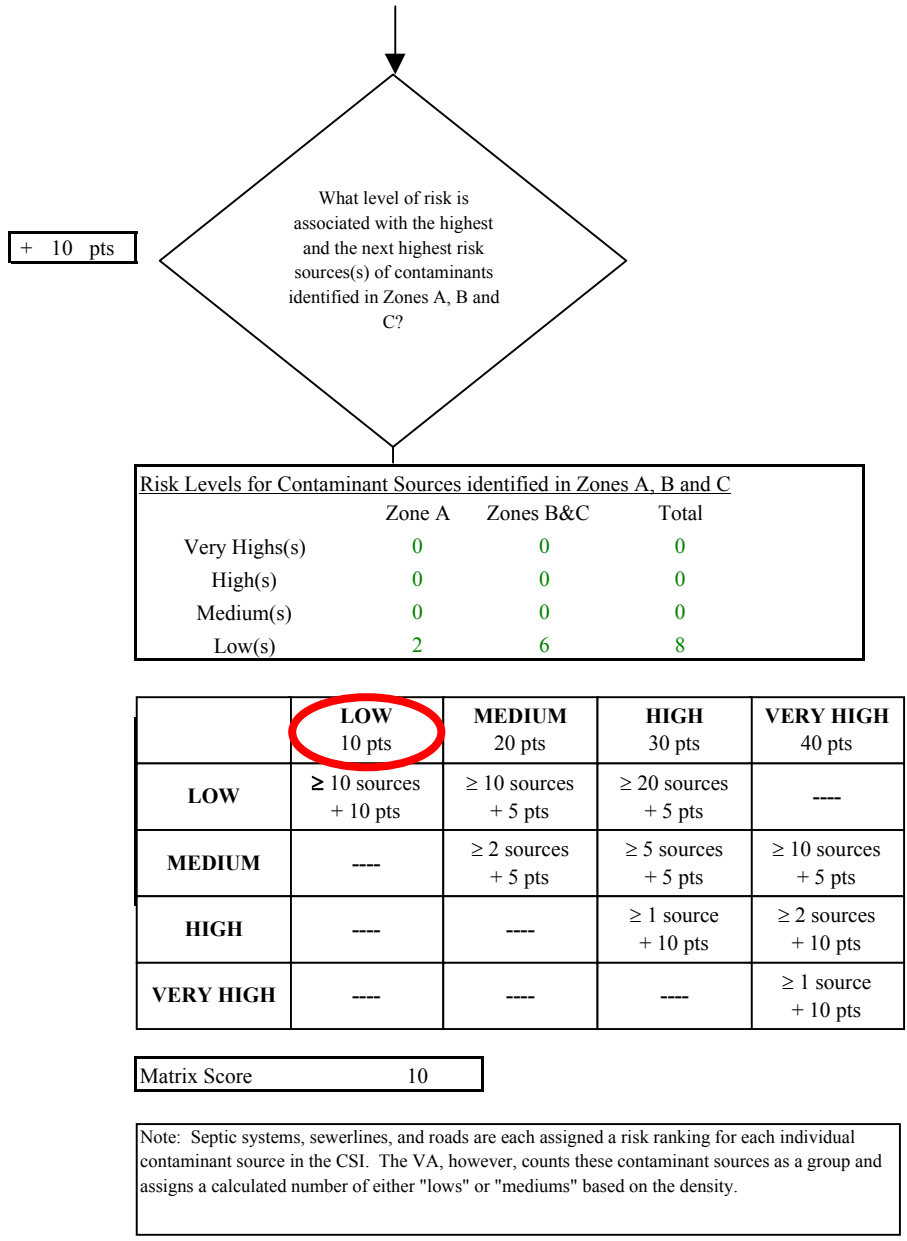 What level of risk is
associated with the highest
and the next highest risk
sources(s) of contaminants
identified in Zones A, B and
C?
+ 10 pts
Risk Levels for Contaminant Sources identified in Zones A, B and C
Zone A Zones B&C Total
Very Highs(s) 0 0 0
High(s) 0 0 0
Medium(s) 0 0 0
Low(s) 2 6 8
LOW MEDIUM HIGH VERY HIGH
10 pts 20 pts 30 pts 40 pts
LOW ≥ 10 sources ≥ 10 sources ≥ 20 sources ----
+ 10 pts + 5 pts + 5 pts
MEDIUM ---- ≥ 2 sources ≥ 5 sources ≥ 10 sources
+ 5 pts + 5 pts + 5 pts
HIGH ---- ---- ≥ 1 source ≥ 2 sources
+ 10 pts + 10 pts
VERY HIGH ---- ---- ---- ≥ 1 source
+ 10 pts
Matrix Score 10
Note: Septic systems, sewerlines, and roads are each assigned a risk ranking for each individual
contaminant source in the CSI. The VA, however, counts these contaminant sources as a group and
assigns a calculated number of either "lows" or "mediums" based on the density.